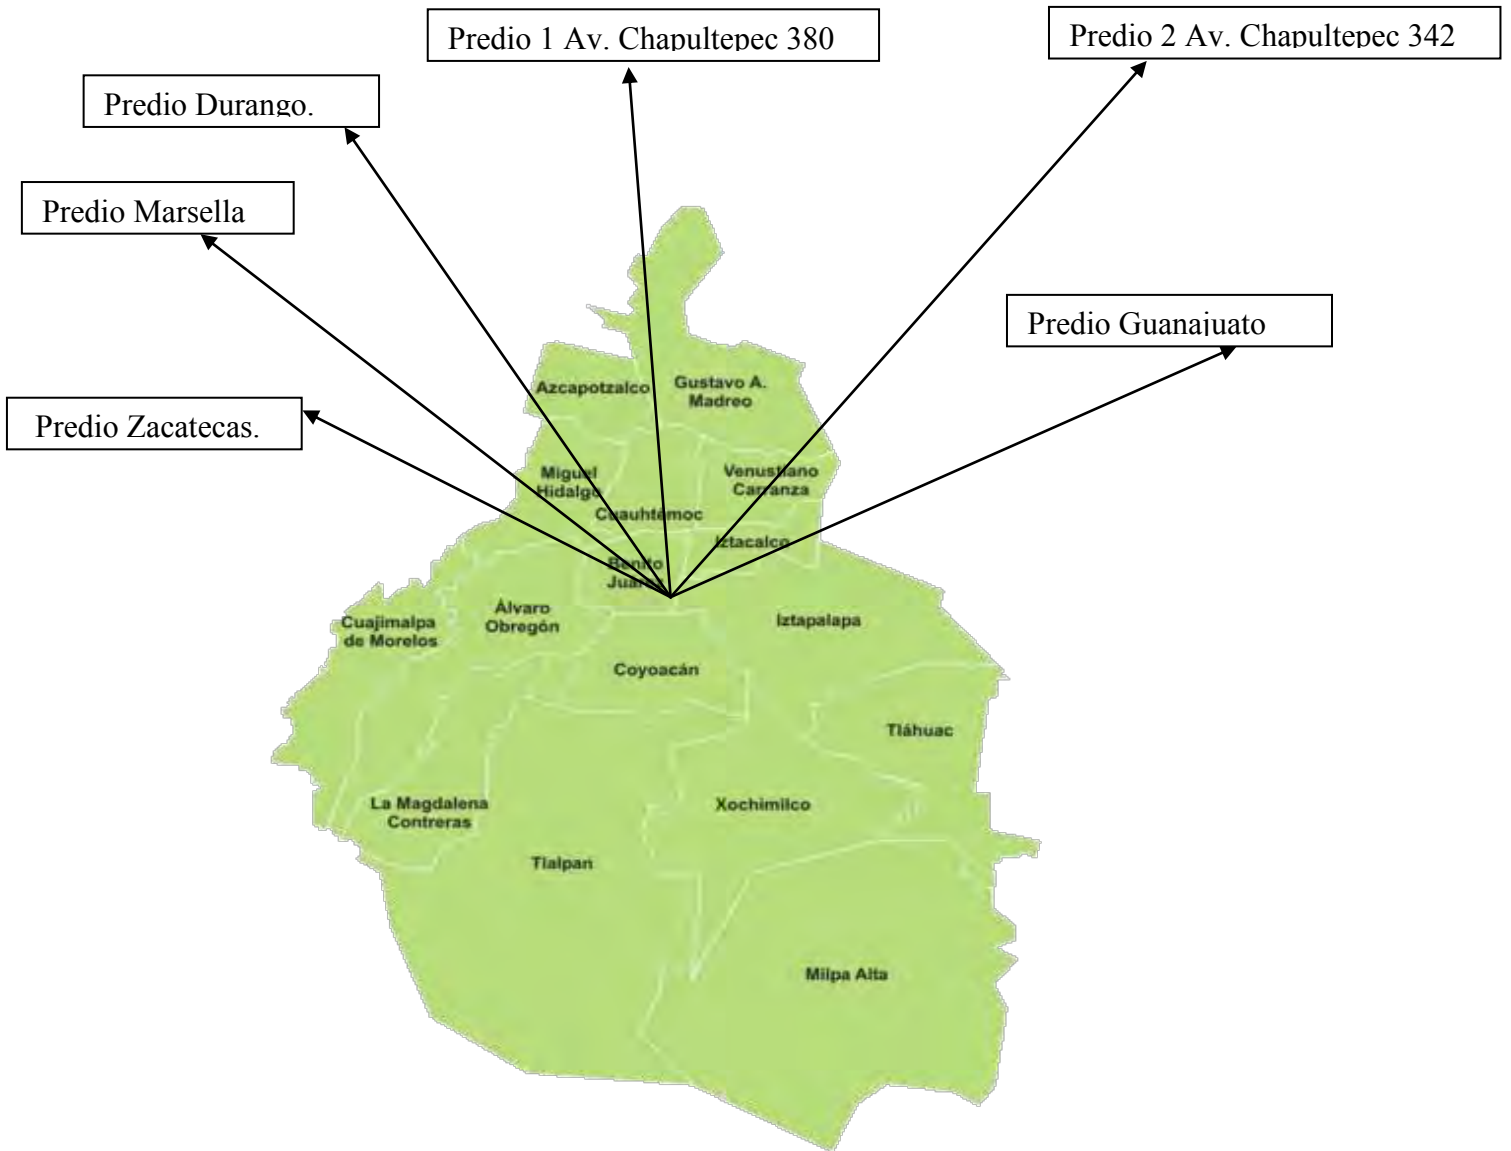 Predio 1 Av. Chapultepec 380
Predio 2 Av. Chapultepec 342
Predio Durango.
Predio Marsella
Predio Guanajuato
Predio Zacatecas.
Azcapotzalco
Gustavo A.
Madreo
Miguel
Hidalgo
Venustiano
Carranza
Cuauhtémoc
Iztacalco
Benito
Juárez
Cuajimalpa
de Morelos
Álvaro
Obregón
Iztapalapa
Coyoacán
Tláhuac
La Magdalena
Contreras
Xochimilco
Tlalpan
Milpa Alta